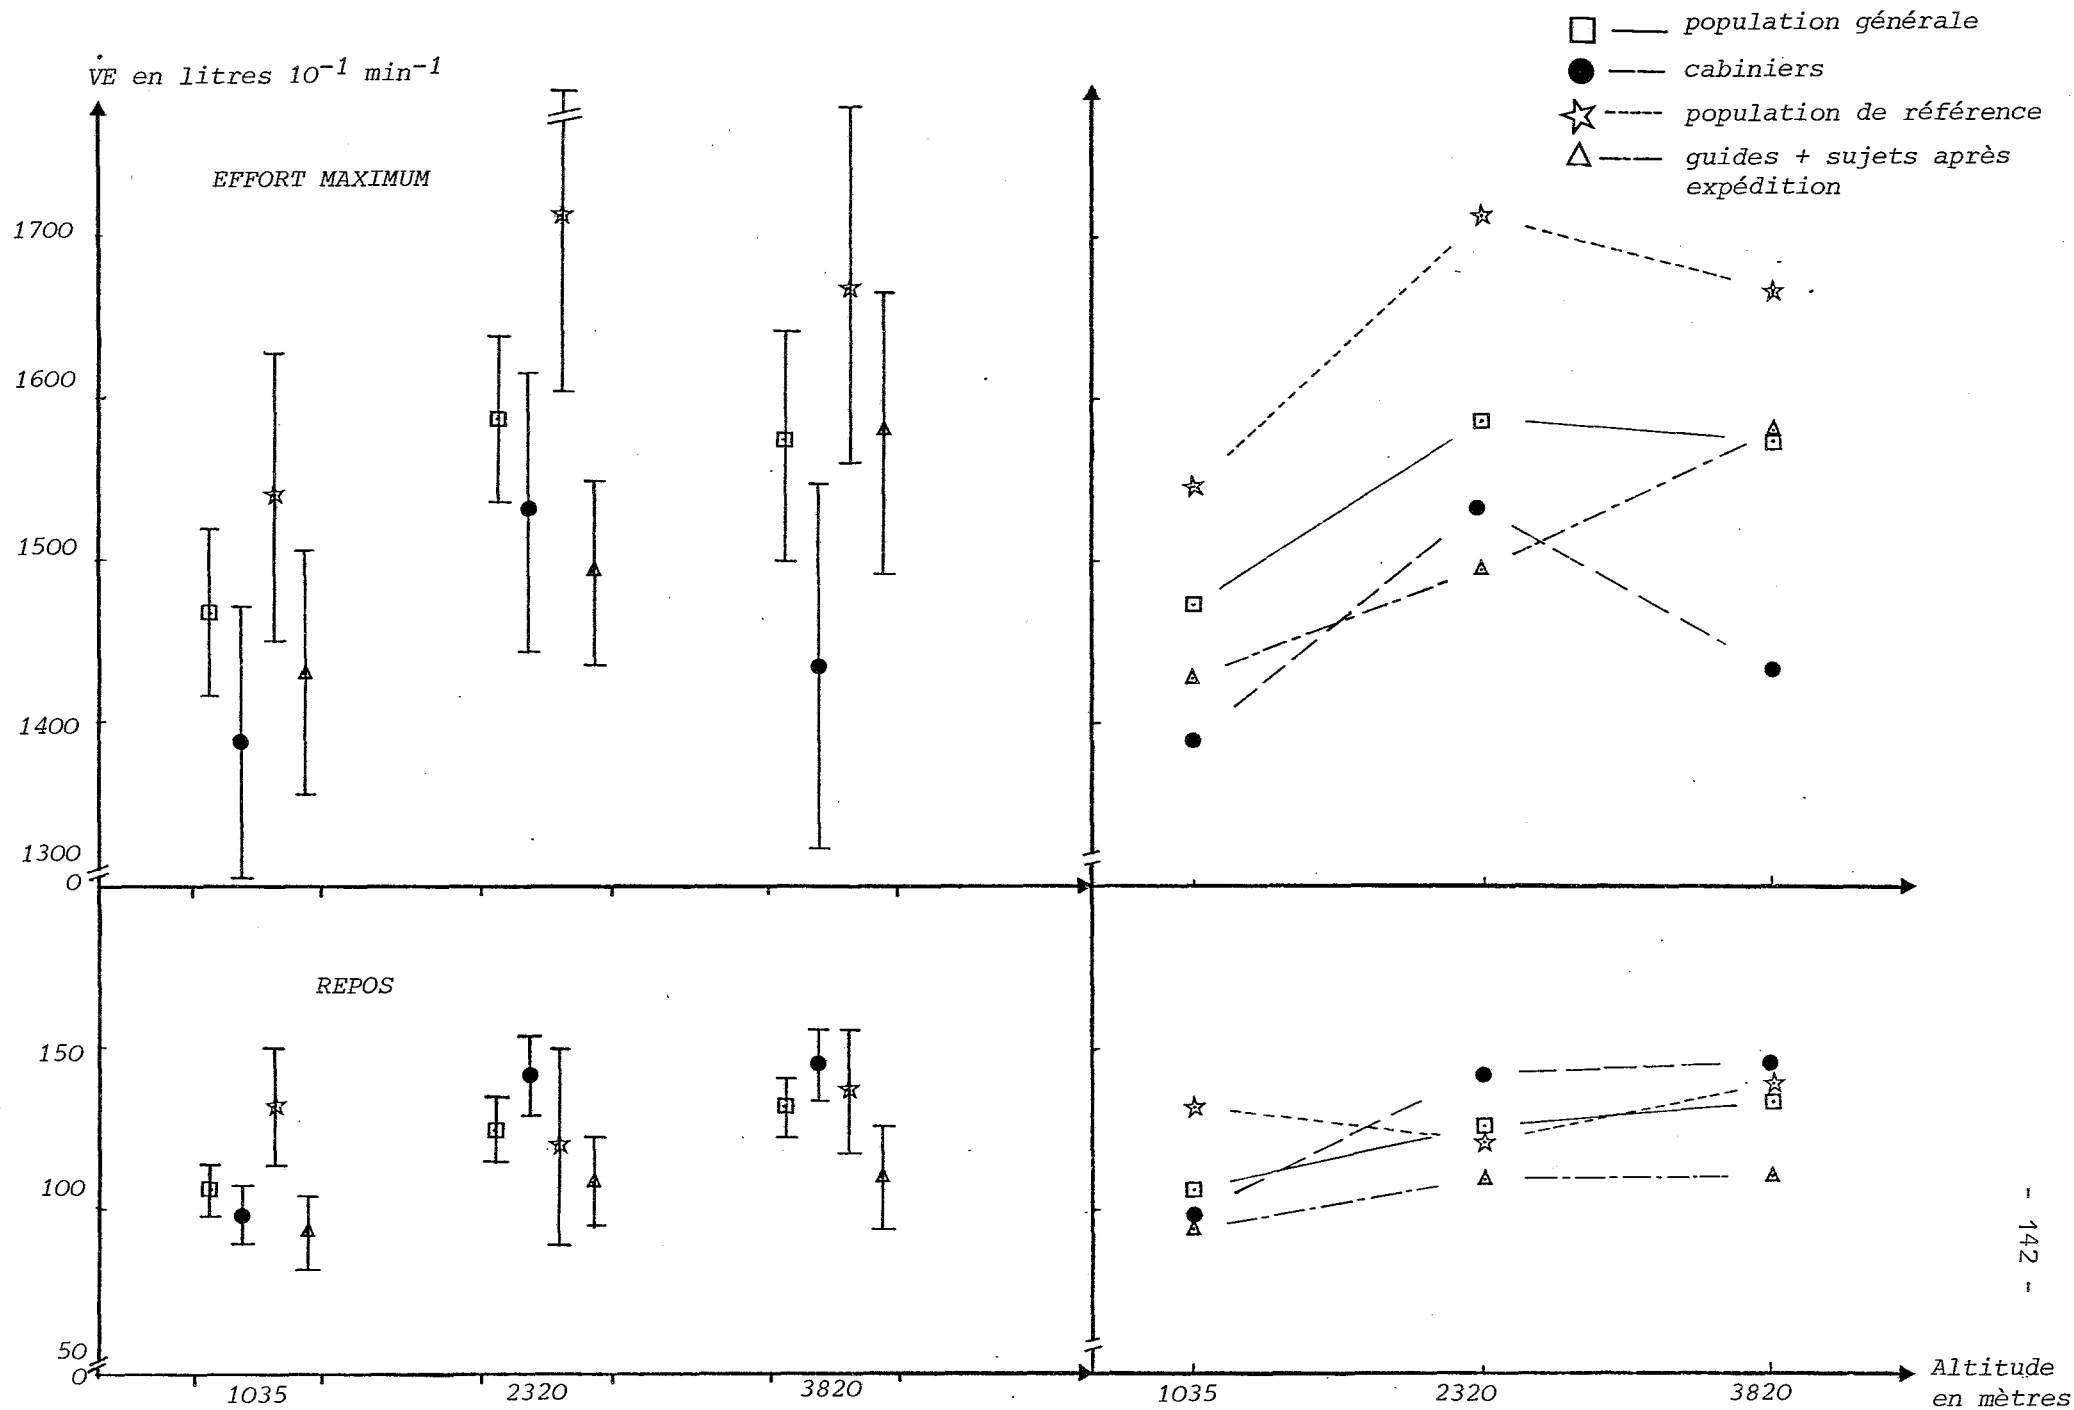 V̇E en litres 10⁻¹ min⁻¹
EFFORT MAXIMUM
1700
1600
1500
1400
1300
0
REPOS
150
100
50
0
1035 2320 3820
population générale
cabiniers
population de référence
guides + sujets après
expédition
1035 2320 3820
Altitude
en mètres
- 142 -